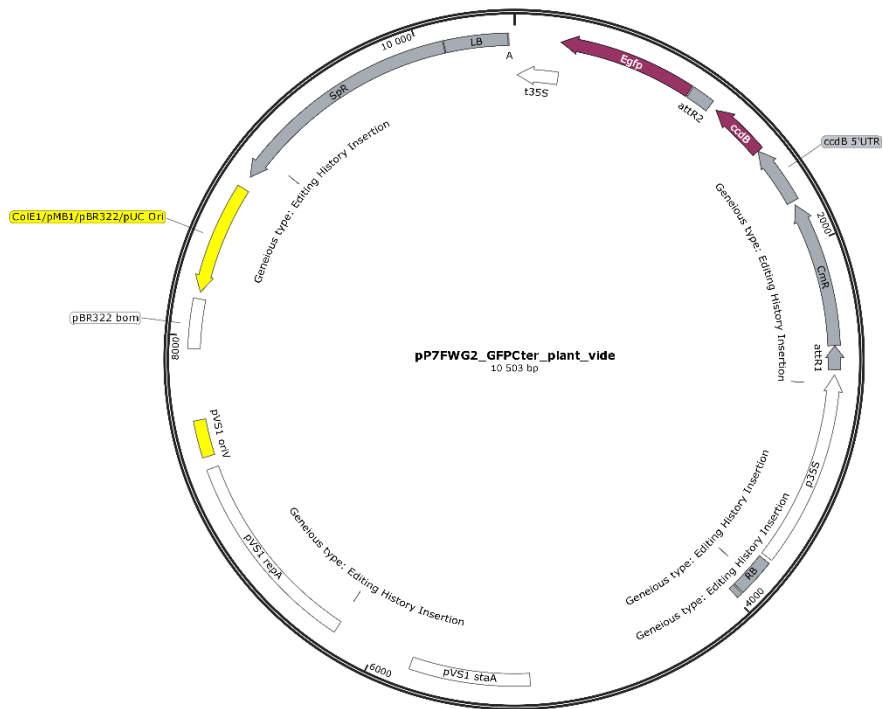 10 000
LB
A
Egfp
t35S
attR2
ccdB
ccdB 5'UTR
SpR
Geneious type: Editing History Insertion
Geneious type: Editing History Insertion
2000
CmR
ColE1/pMB1/pBR322/pUC Ori
pBR322 bom
8000
attR1
pP7FWG2_GFPCter_plant_vide
10 503 bp
pVS1 oriV
p35S
Geneious type: Editing History Insertion
Geneious type: Editing History Insertion
Geneious type: Editing History Insertion
pVS1 repA
RB
4000
6000
pVS1 staA